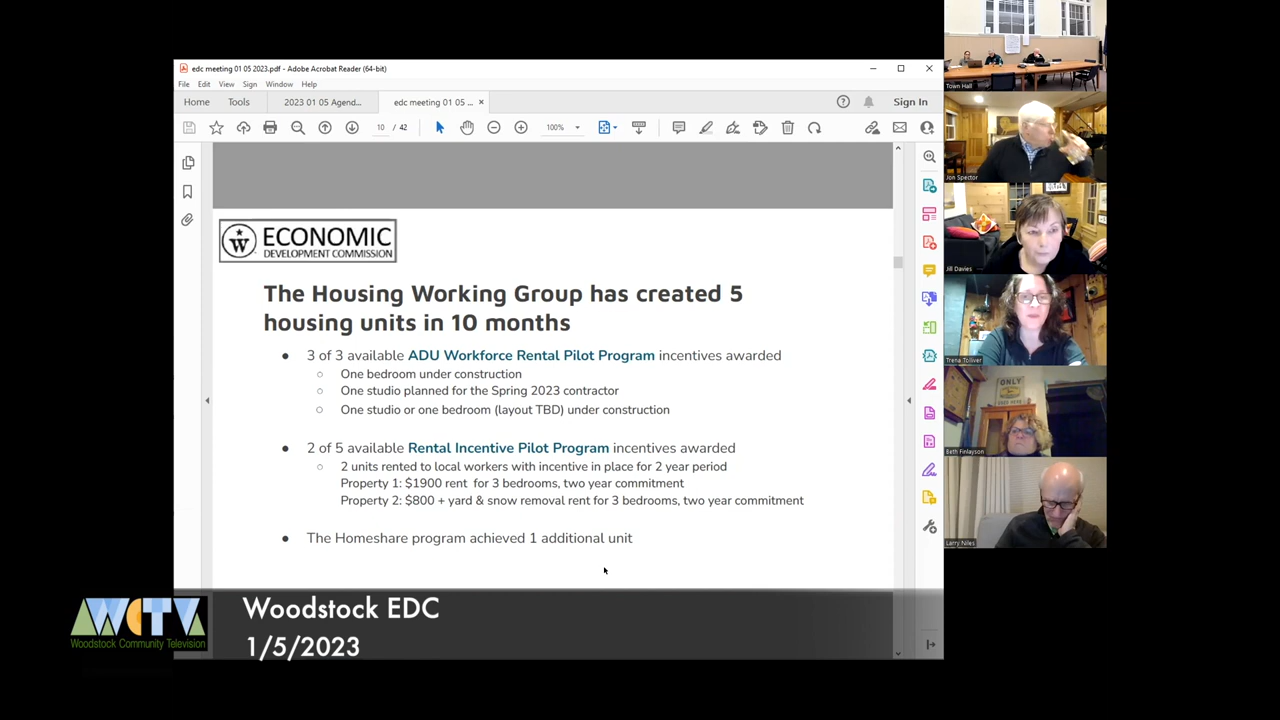 edc meeting 01 05 2023.pdf - Adobe Acrobat Reader (64-bit)
File Edit View Sign Window Help
Home Tools 2023 01 05 Agend... edc meeting 01 05 ... × Sign In
10 / 42 100%
W ECONOMIC
DEVELOPMENT COMMISSION
The Housing Working Group has created 5
housing units in 10 months
● 3 of 3 available ADU Workforce Rental Pilot Program incentives awarded
○ One bedroom under construction
○ One studio planned for the Spring 2023 contractor
○ One studio or one bedroom (layout TBD) under construction
● 2 of 5 available Rental Incentive Pilot Program incentives awarded
○ 2 units rented to local workers with incentive in place for 2 year period
Property 1: $1900 rent for 3 bedrooms, two year commitment
Property 2: $800 + yard & snow removal rent for 3 bedrooms, two year commitment
● The Homeshare program achieved 1 additional unit
WCTV
Woodstock Community Television
Woodstock EDC
1/5/2023
Town Hall
Jon Spector
Jill Davies
Trena Tolliver
ONLY
Beth Finlayson
Larry Niles